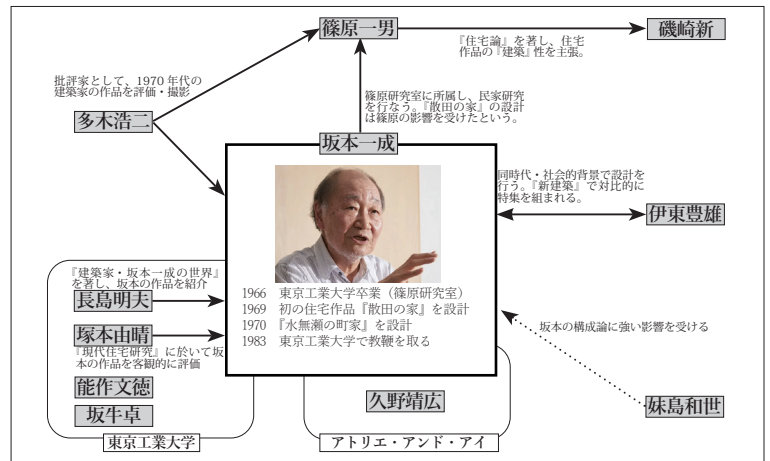 篠原一男
磯崎新
『住宅論』を著し、住宅
作品の『建築』性を主張。
批評家として、1970年代の
建築家の作品を評価・撮影
多木浩二
篠原研究室に所属し、民家研究
を行なう。『散田の家』の設計
は篠原の影響を受けたという。
坂本一成
同時代・社会的背景で設計を
行う。『新建築』で対比的に
特集を組まれる。
伊東豊雄
『建築家・坂本一成の世界』
を著し、坂本の作品を紹介
長島明夫
塚本由晴
『現代住宅研究』に於いて坂
本の作品を客観的に評価
能作文徳
坂牛卓
東京工業大学
1966 東京工業大学卒業（篠原研究室）
1969 初の住宅作品『散田の家』を設計
1970 『水無瀬の町家』を設計
1983 東京工業大学で教鞭を取る
久野靖広
アトリエ・アンド・アイ
坂本の構成論に強い影響を受ける
妹島和世